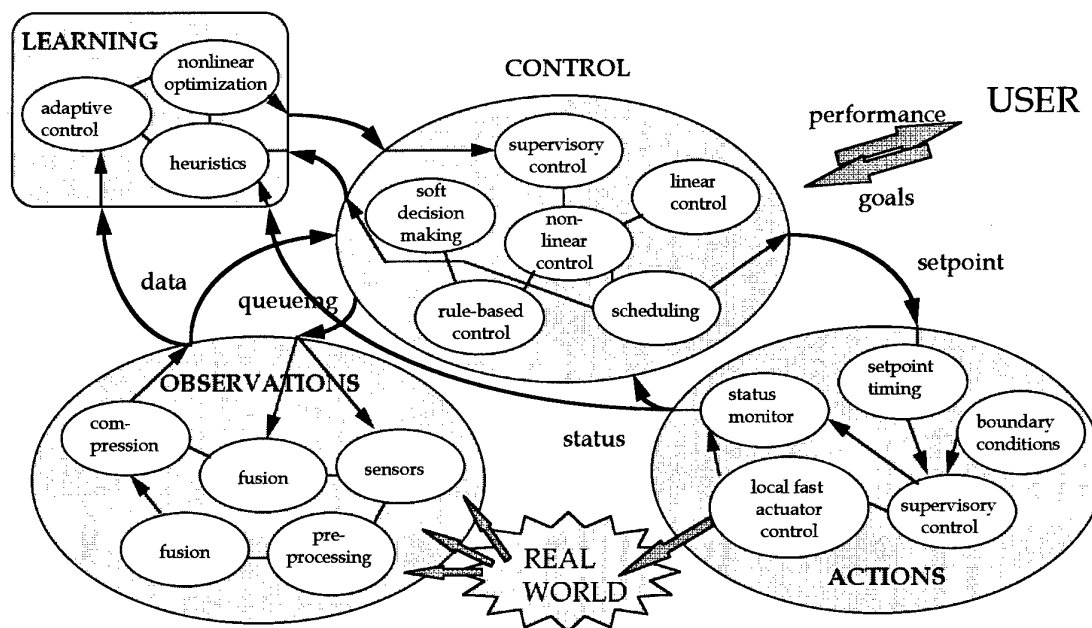 LEARNING
nonlinear
optimization
adaptive
control
heuristics
CONTROL
supervisory
control
linear
control
soft
decision
making
non-
linear
control
rule-based
control
scheduling
USER
performance
goals
setpoint
data
queueing
status
OBSERVATIONS
com-
pression
fusion
sensors
fusion
pre-
processing
REAL
WORLD
setpoint
timing
status
monitor
boundary
conditions
local fast
actuator
control
supervisory
control
ACTIONS